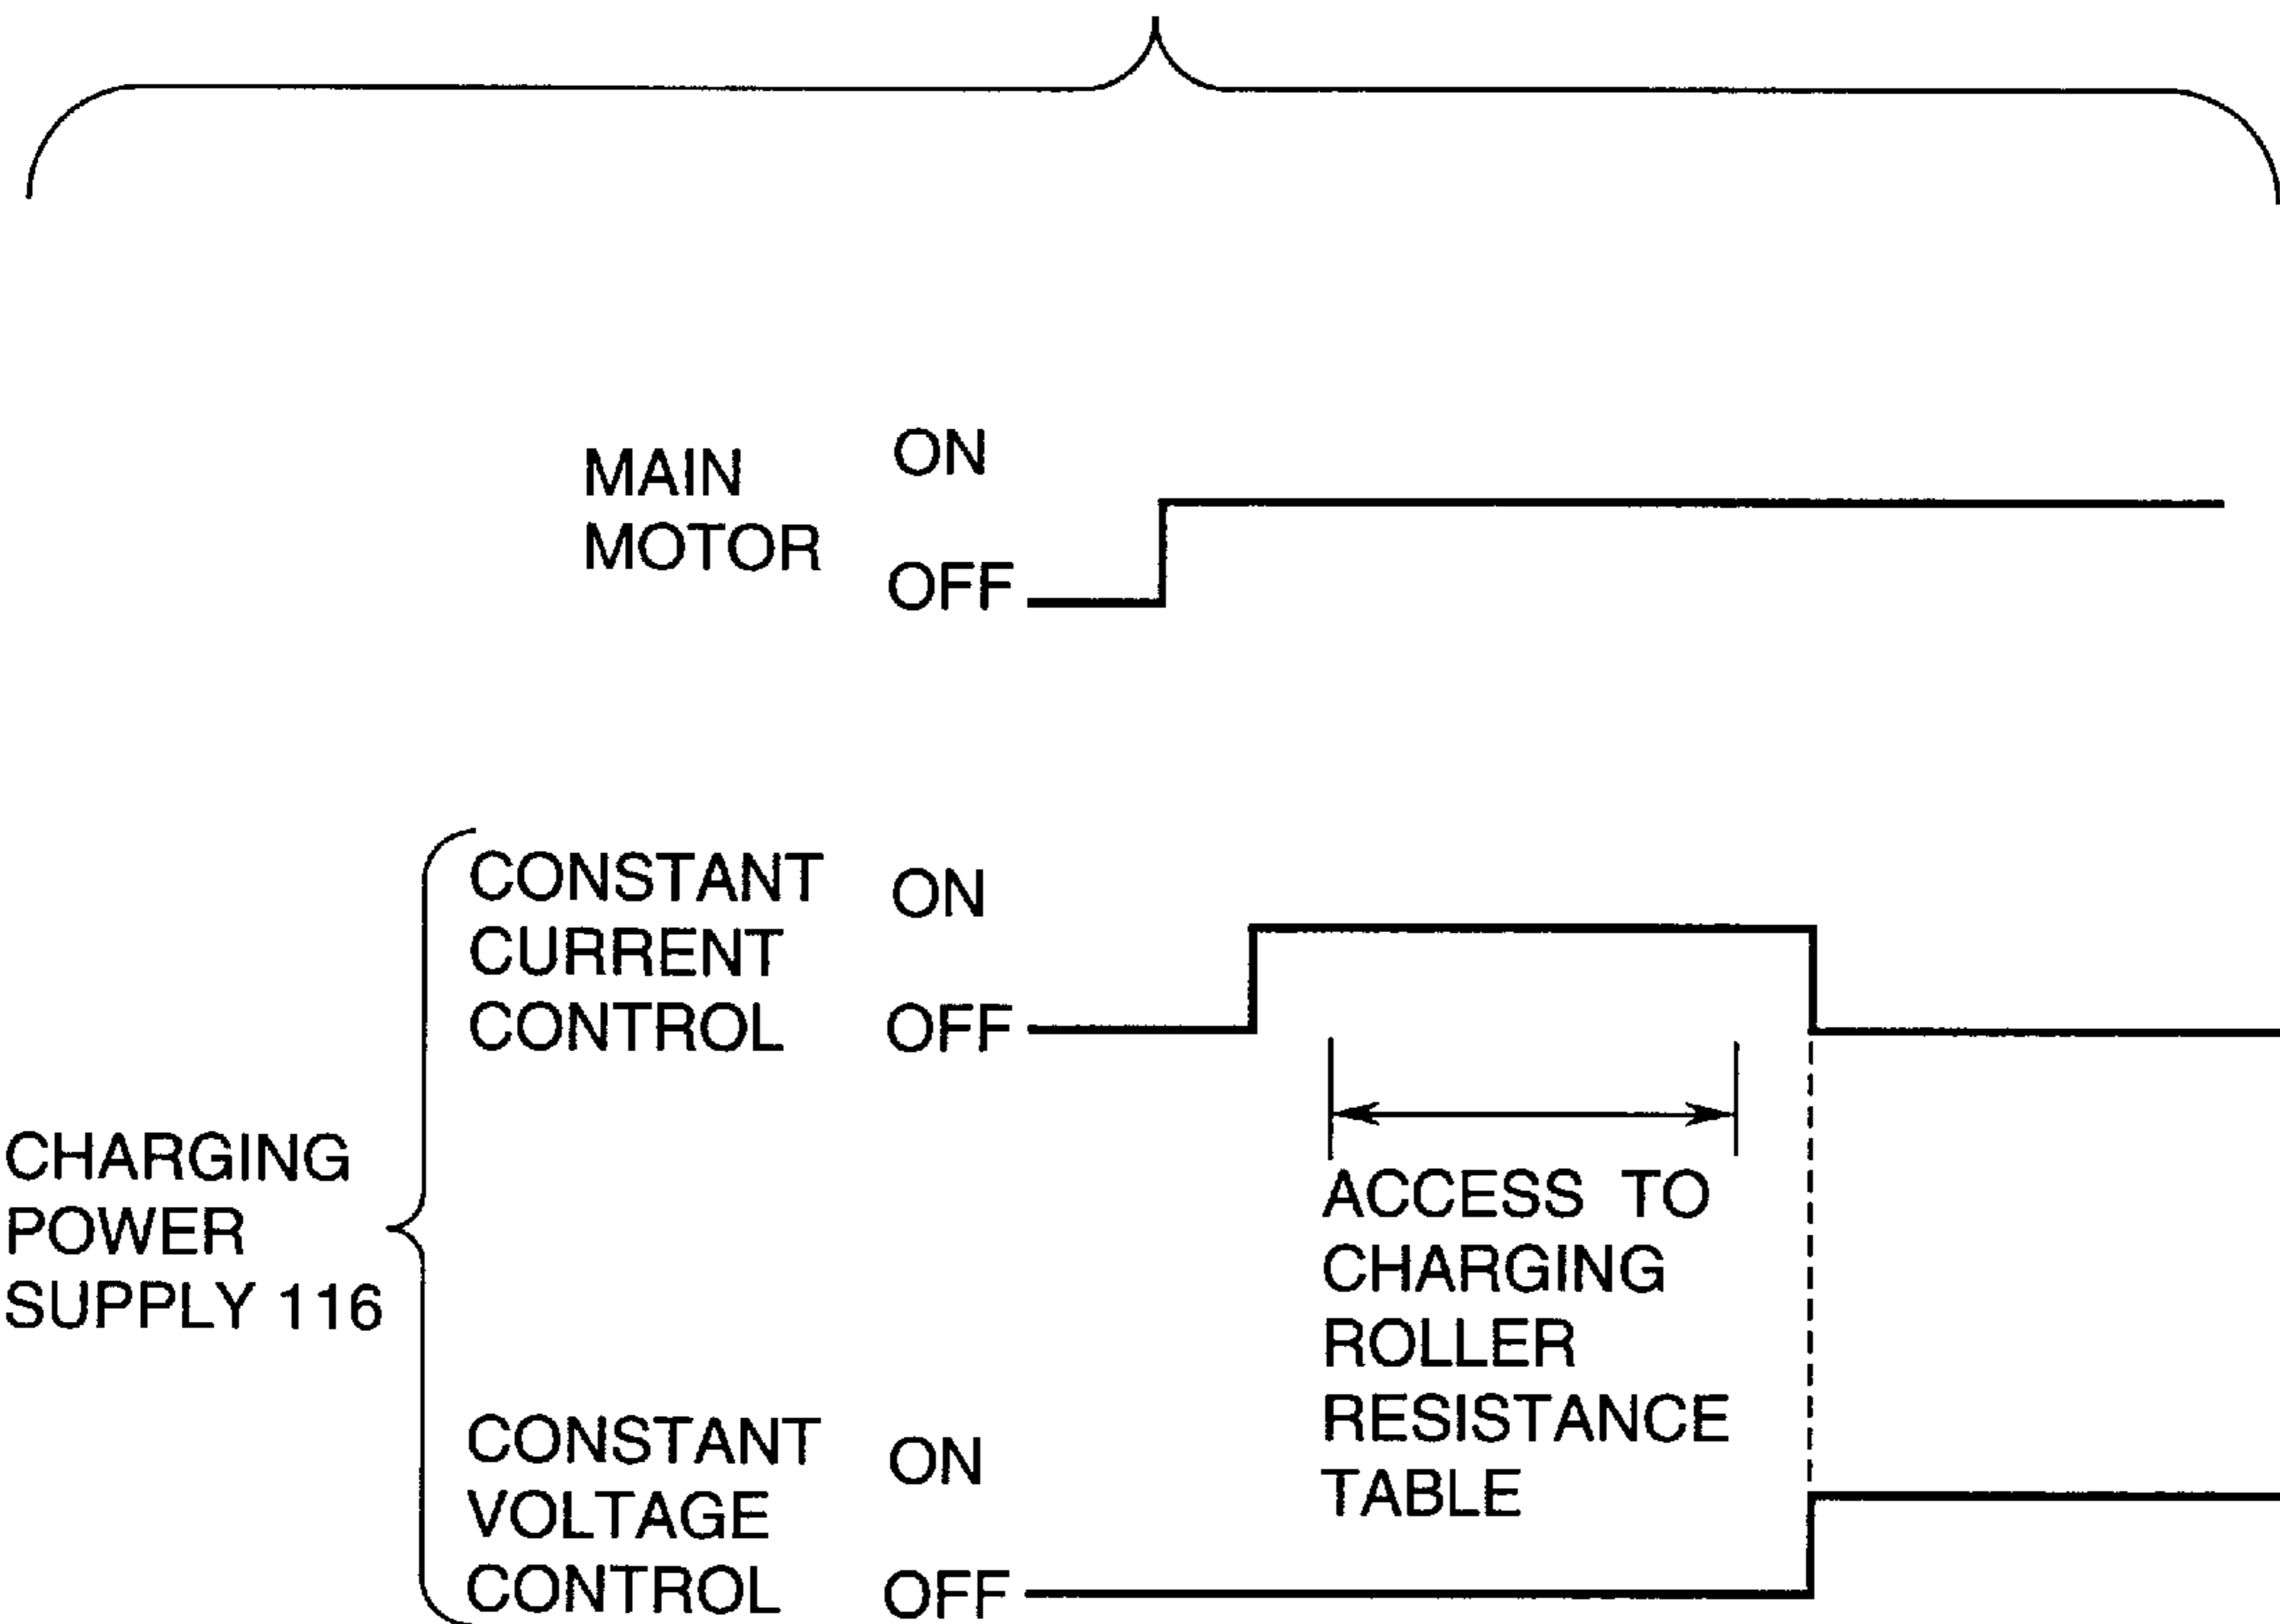 MAIN
MOTOR
ON
OFF
CHARGING
POWER
SUPPLY 116
CONSTANT
CURRENT
CONTROL
ON
OFF
ACCESS TO
CHARGING
ROLLER
RESISTANCE
TABLE
CONSTANT
VOLTAGE
CONTROL
ON
OFF